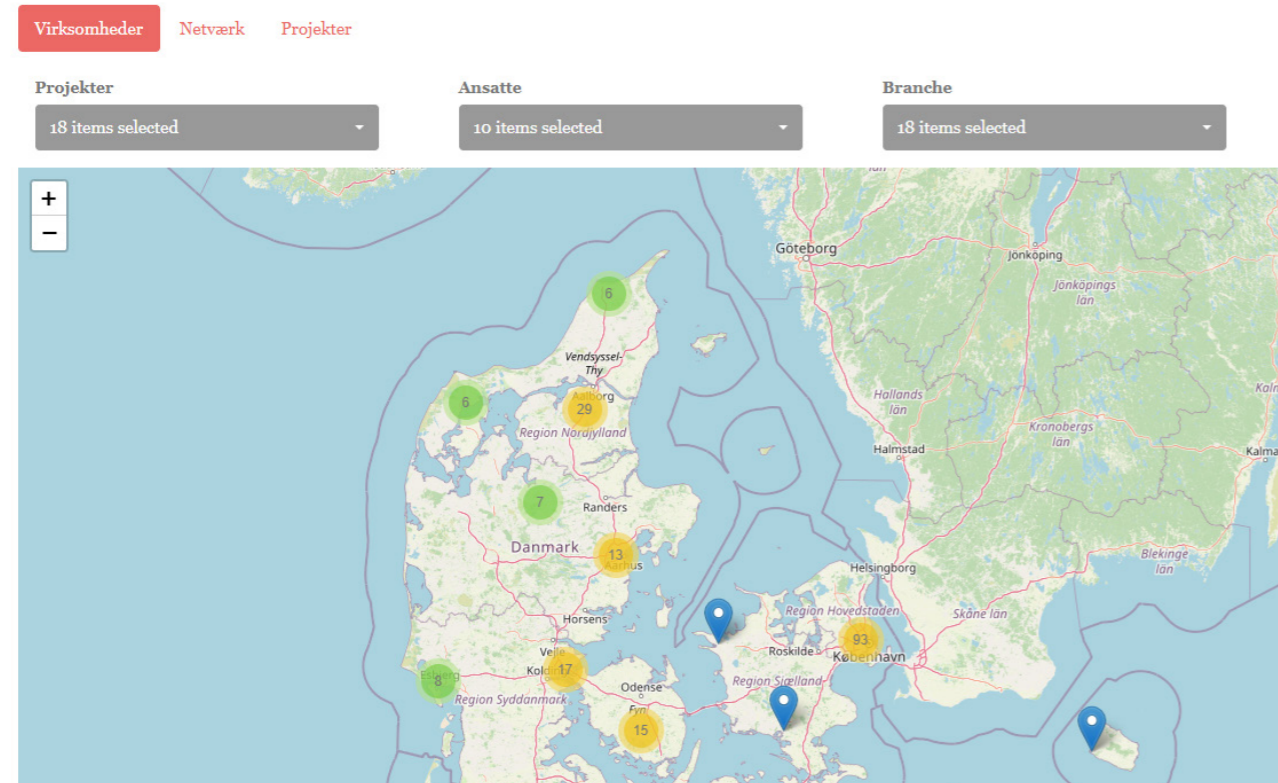 Virksomheder Netværk Projekter
Projekter Ansatte Branche
18 items selected 10 items selected 18 items selected
+
−
län
Göteborg
Jönköping
Jönköpings
län
6
Vendsyssel-
Thy
Aalborg
6
29
Hallands
län
Region Nordjylland
Kronobergs
län
Halmstad
7
Randers
Danmark
13
Aarhus
Blekinge
län
Helsingborg
Horsens
Region Hovedstaden
Skåne län
93
Roskilde
København
Vejle
17
Esbjerg
8
Region Sjælland
Odense
Region Syddanmark
Fyn
15